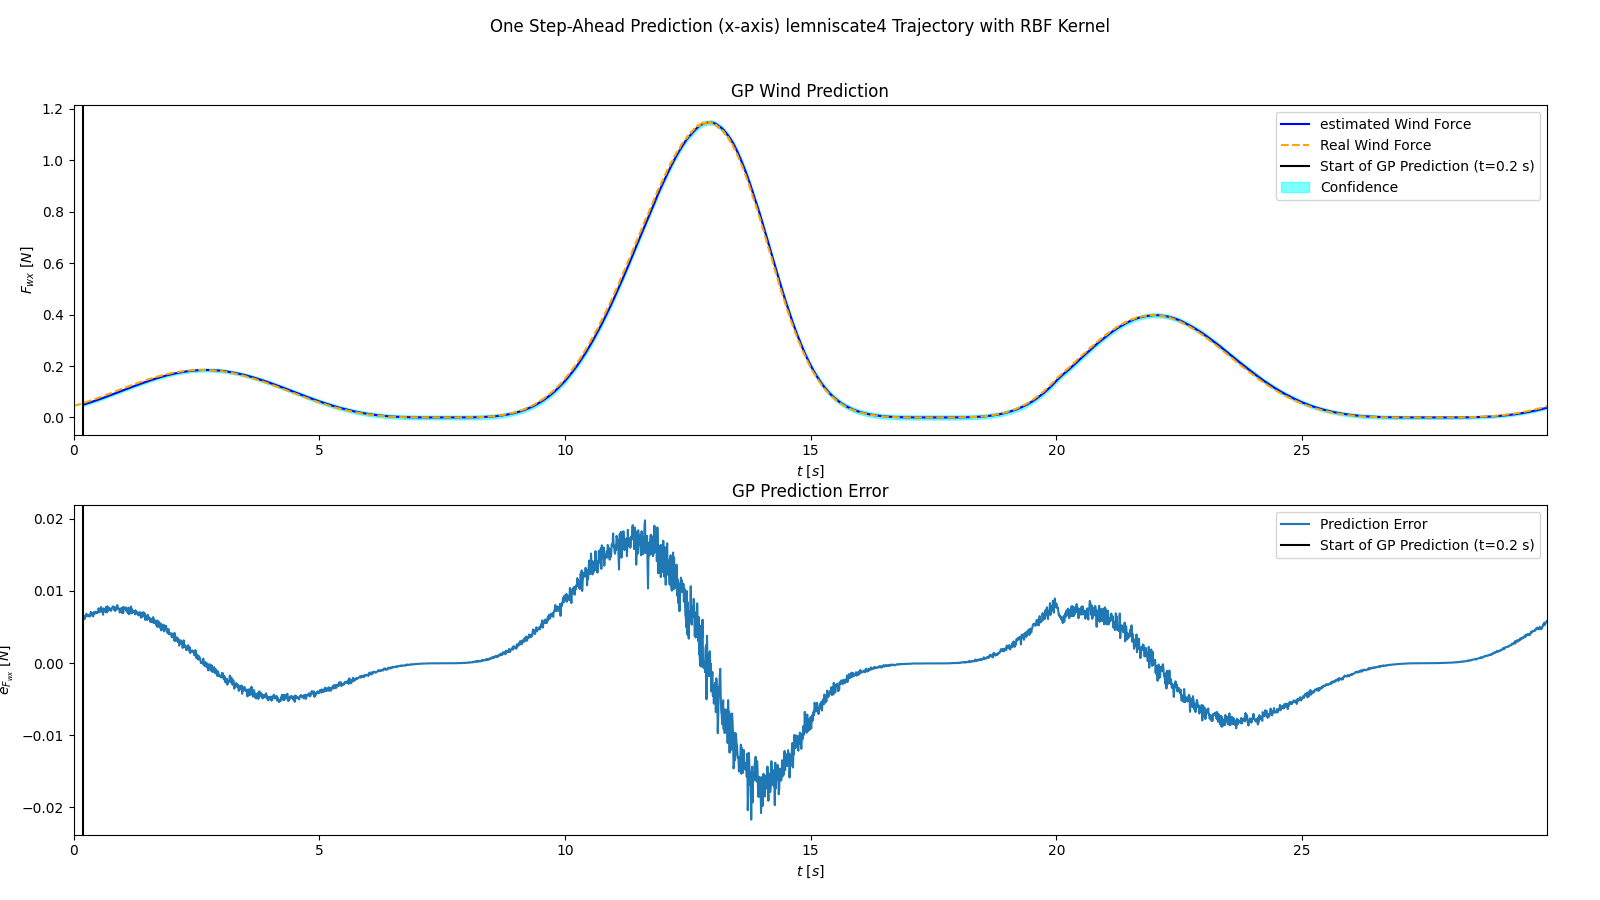 One Step-Ahead Prediction (x-axis) lemniscate4 Trajectory with RBF Kernel
GP Wind Prediction
1.2
1.0
0.8
0.6
0.4
0.2
0.0
F_wx [N]
estimated Wind Force
Real Wind Force
Start of GP Prediction (t=0.2 s)
Confidence
0 5 10 15 20 25
t [s]
GP Prediction Error
0.02
0.01
0.00
−0.01
−0.02
e_F_wx [N]
Prediction Error
Start of GP Prediction (t=0.2 s)
0 5 10 15 20 25
t [s]